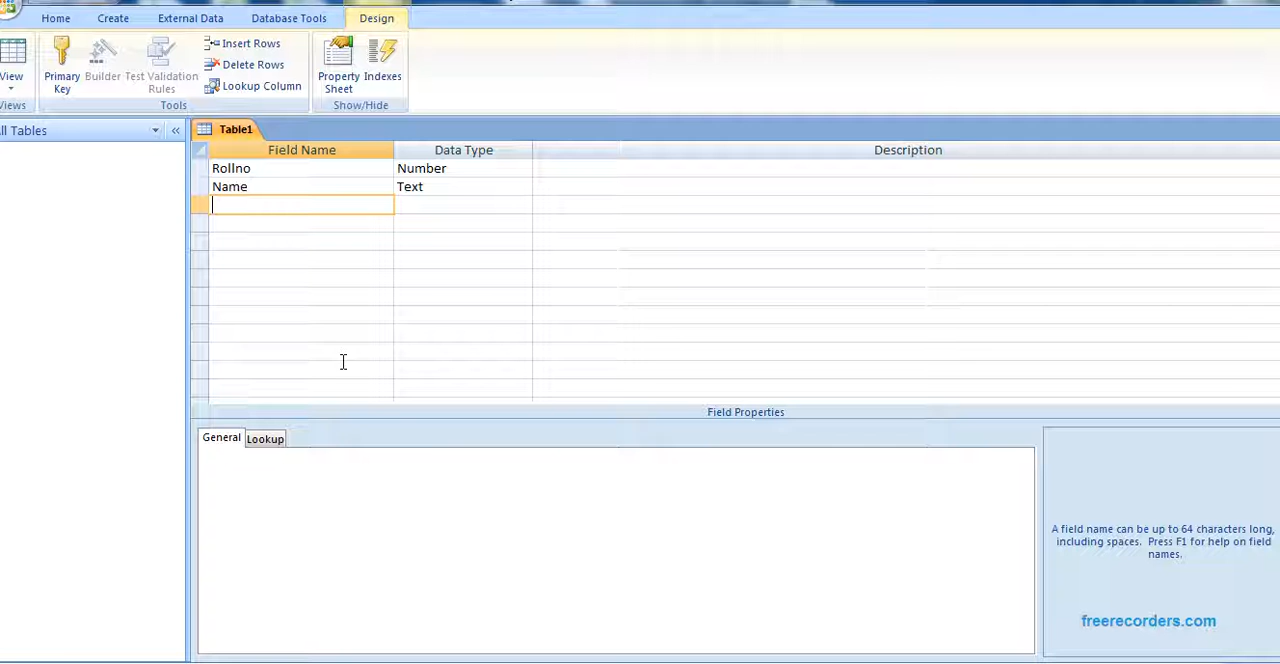 Home Create External Data Database Tools Design
View
Primary Key
Builder
Test Validation Rules
Insert Rows
Delete Rows
Lookup Column
Property Sheet
Indexes
Views Tools Show/Hide
ll Tables «
Table1
Field Name Data Type Description
Rollno Number
Name Text
Field Properties
General Lookup
A field name can be up to 64 characters long,
including spaces. Press F1 for help on field
names.
freerecorders.com